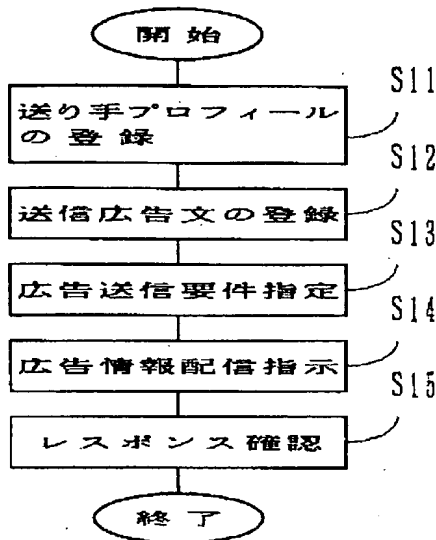 開始
S11
送り手プロフィール
の登録
S12
送信広告文の登録
S13
広告送信要件指定
S14
広告情報配信指示
S15
レスポンス確認
終了